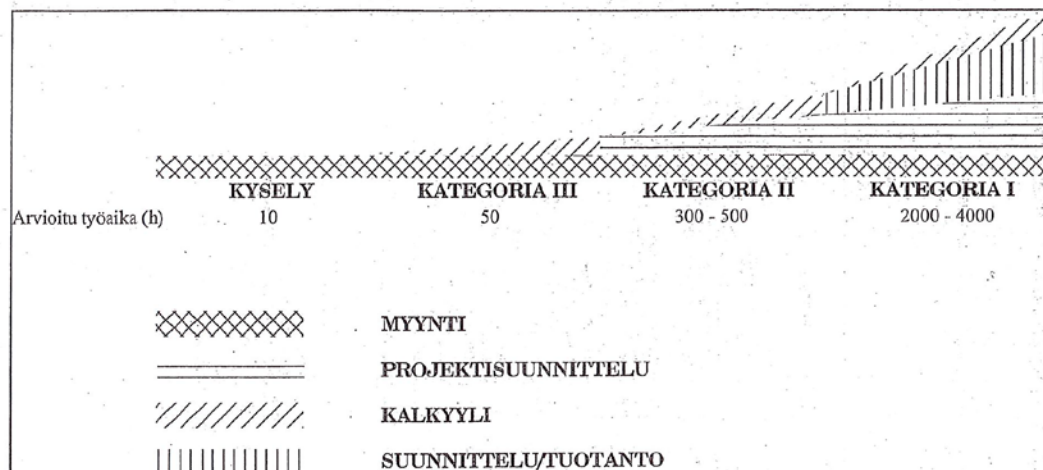 KYSELY KATEGORIA III KATEGORIA II KATEGORIA I
Arvioitu työaika (h) 10 50 300 - 500 2000 - 4000
MYYNTI
PROJEKTISUUNNITTELU
KALKYYLI
SUUNNITTELU/TUOTANTO